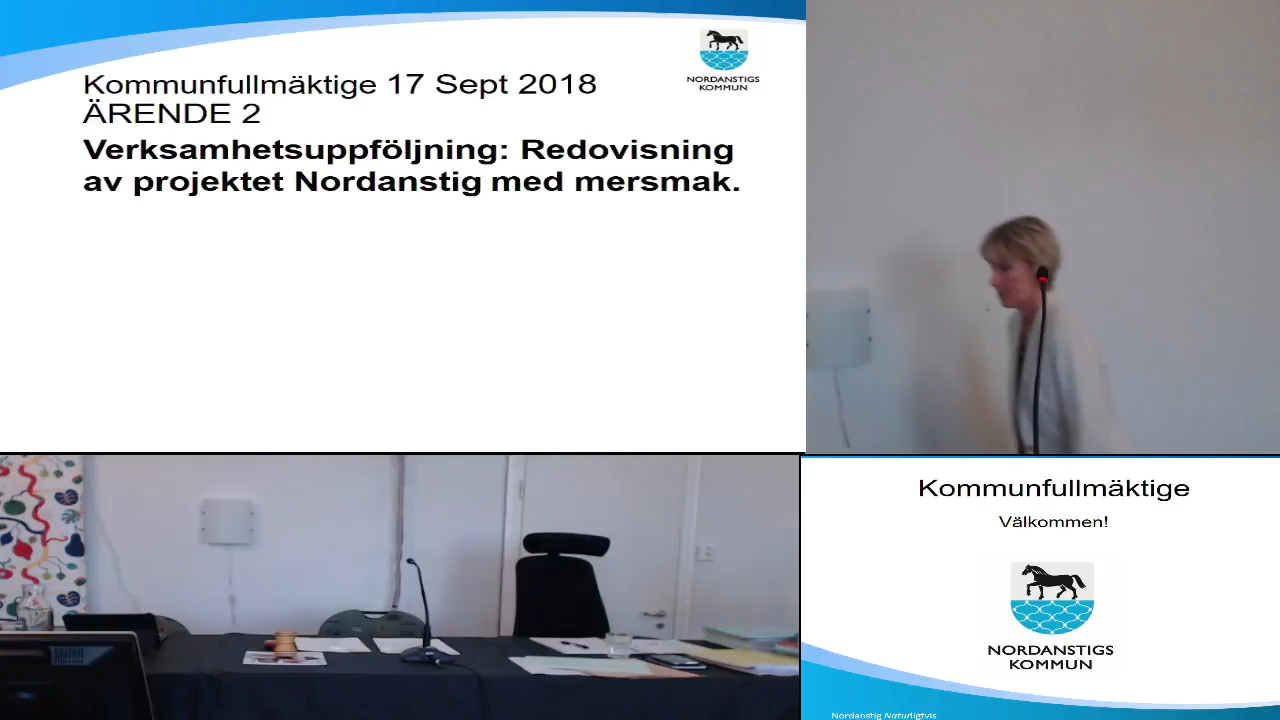 NORDANSTIGS
KOMMUN
Kommunfullmäktige 17 Sept 2018
ÄRENDE 2
Verksamhetsuppföljning: Redovisning
av projektet Nordanstig med mersmak.
Kommunfullmäktige
Välkommen!
NORDANSTIGS
KOMMUN
Nordanstig Naturligtvis